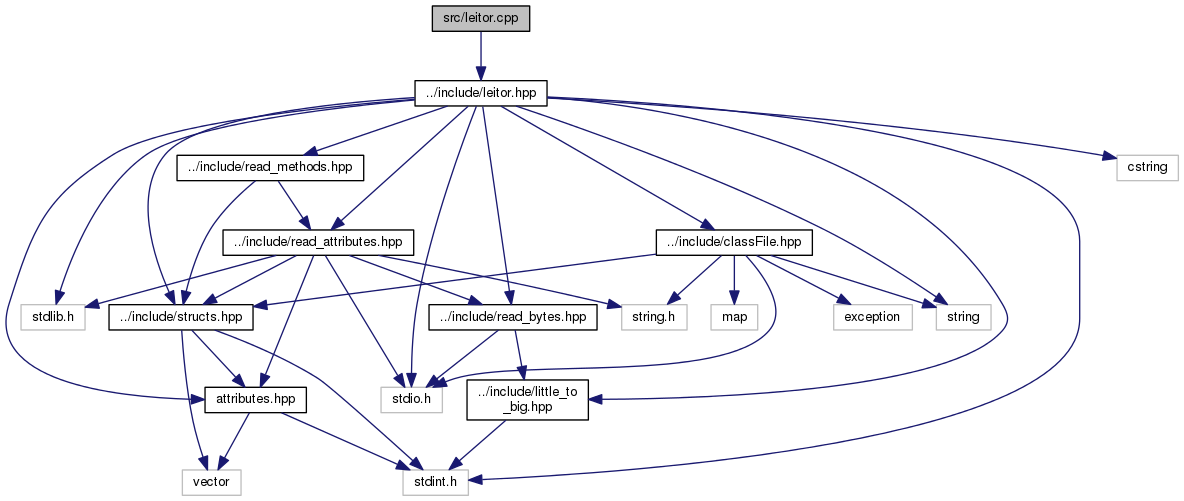 src/leitor.cpp
../include/leitor.hpp
../include/read_methods.hpp
cstring
../include/read_attributes.hpp
../include/classFile.hpp
stdlib.h
../include/structs.hpp
../include/read_bytes.hpp
string.h
map
exception
string
attributes.hpp
stdio.h
../include/little_to
_big.hpp
vector
stdint.h